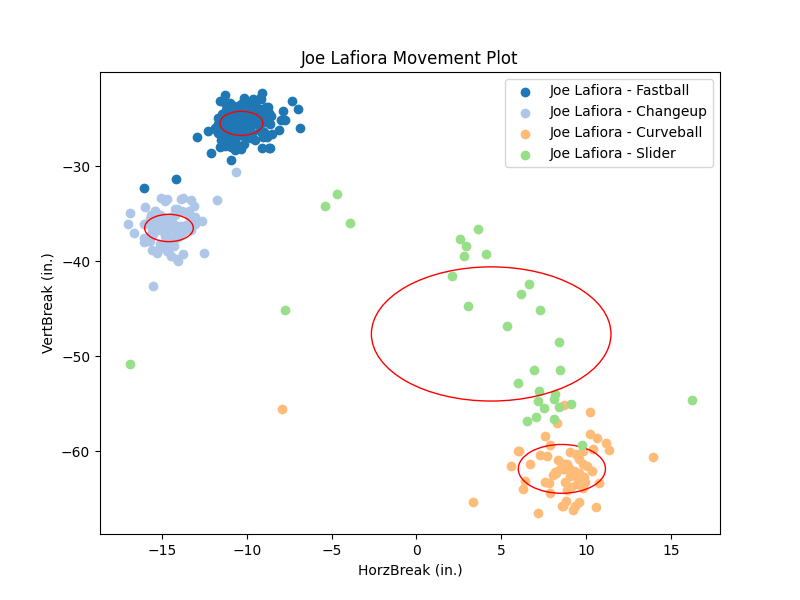 Joe Lafiora Movement Plot
Joe Lafiora - Fastball
Joe Lafiora - Changeup
Joe Lafiora - Curveball
Joe Lafiora - Slider
VertBreak (in.)
−30
−40
−50
−60
−15
−10
−5
0
5
10
15
HorzBreak (in.)